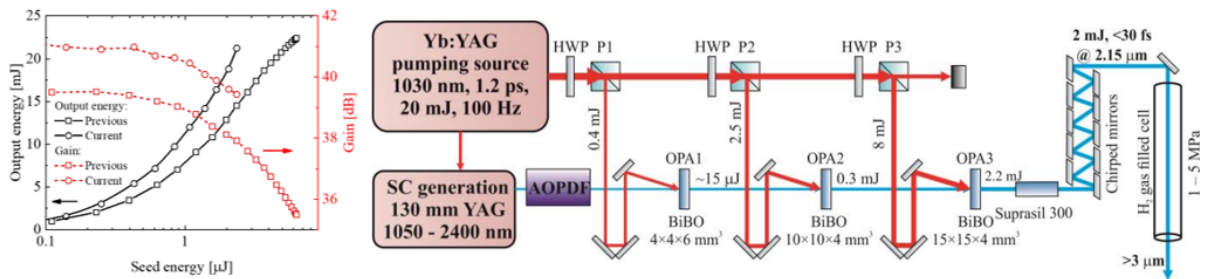 25
20
15
10
5
0
0.1
1
Output energy [mJ]
Seed energy [µJ]
42
40
38
36
Gain [dB]
Output energy:
Previous
Current
Gain:
Previous
Current
Yb:YAG
pumping source
1030 nm, 1.2 ps,
20 mJ, 100 Hz
SC generation
130 mm YAG
1050 - 2400 nm
AOPDF
HWP P1
HWP P2
HWP P3
0.4 mJ
2.5 mJ
8 mJ
OPA1
~15 µJ
BiBO
4×4×6 mm³
OPA2
0.3 mJ
BiBO
10×10×4 mm³
OPA3
2.2 mJ
BiBO
15×15×4 mm³
Suprasil 300
2 mJ, <30 fs
@ 2.15 µm
Chirped mirrors
H₂ gas filled cell
1 – 5 MPa
>3 µm